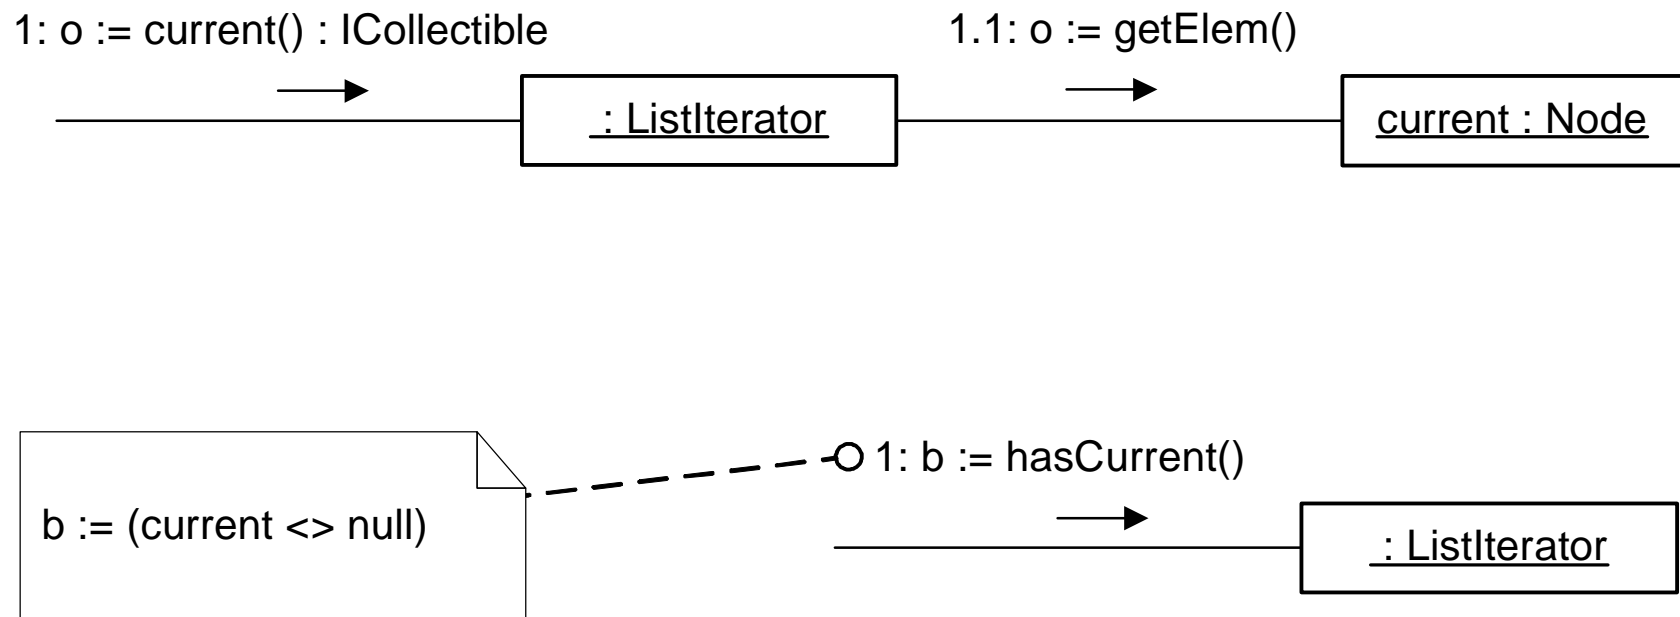 1: o := current() : ICollectible
1.1: o := getElem()
: ListIterator
current : Node
1: b := hasCurrent()
b := (current <> null)
: ListIterator